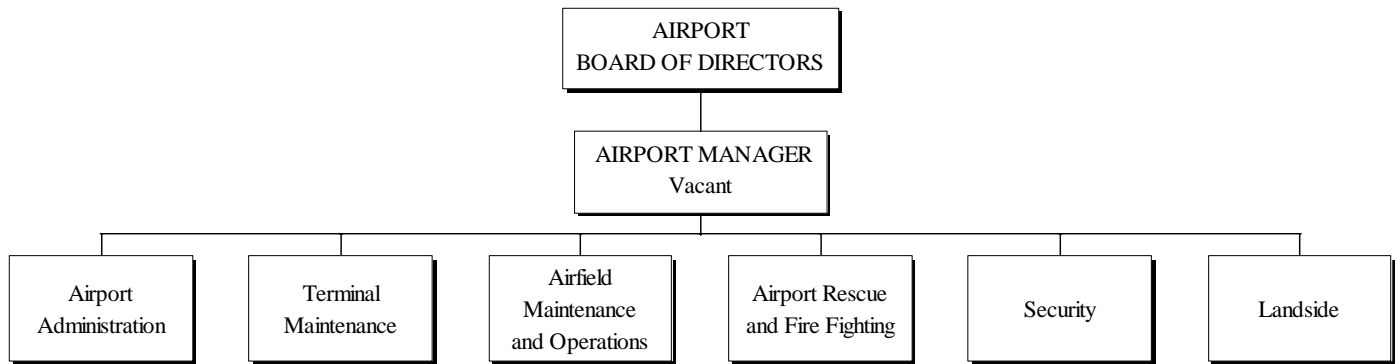 AIRPORT
BOARD OF DIRECTORS
AIRPORT MANAGER
Vacant
Airport
Administration
Terminal
Maintenance
Airfield
Maintenance
and Operations
Airport Rescue
and Fire Fighting
Security
Landside